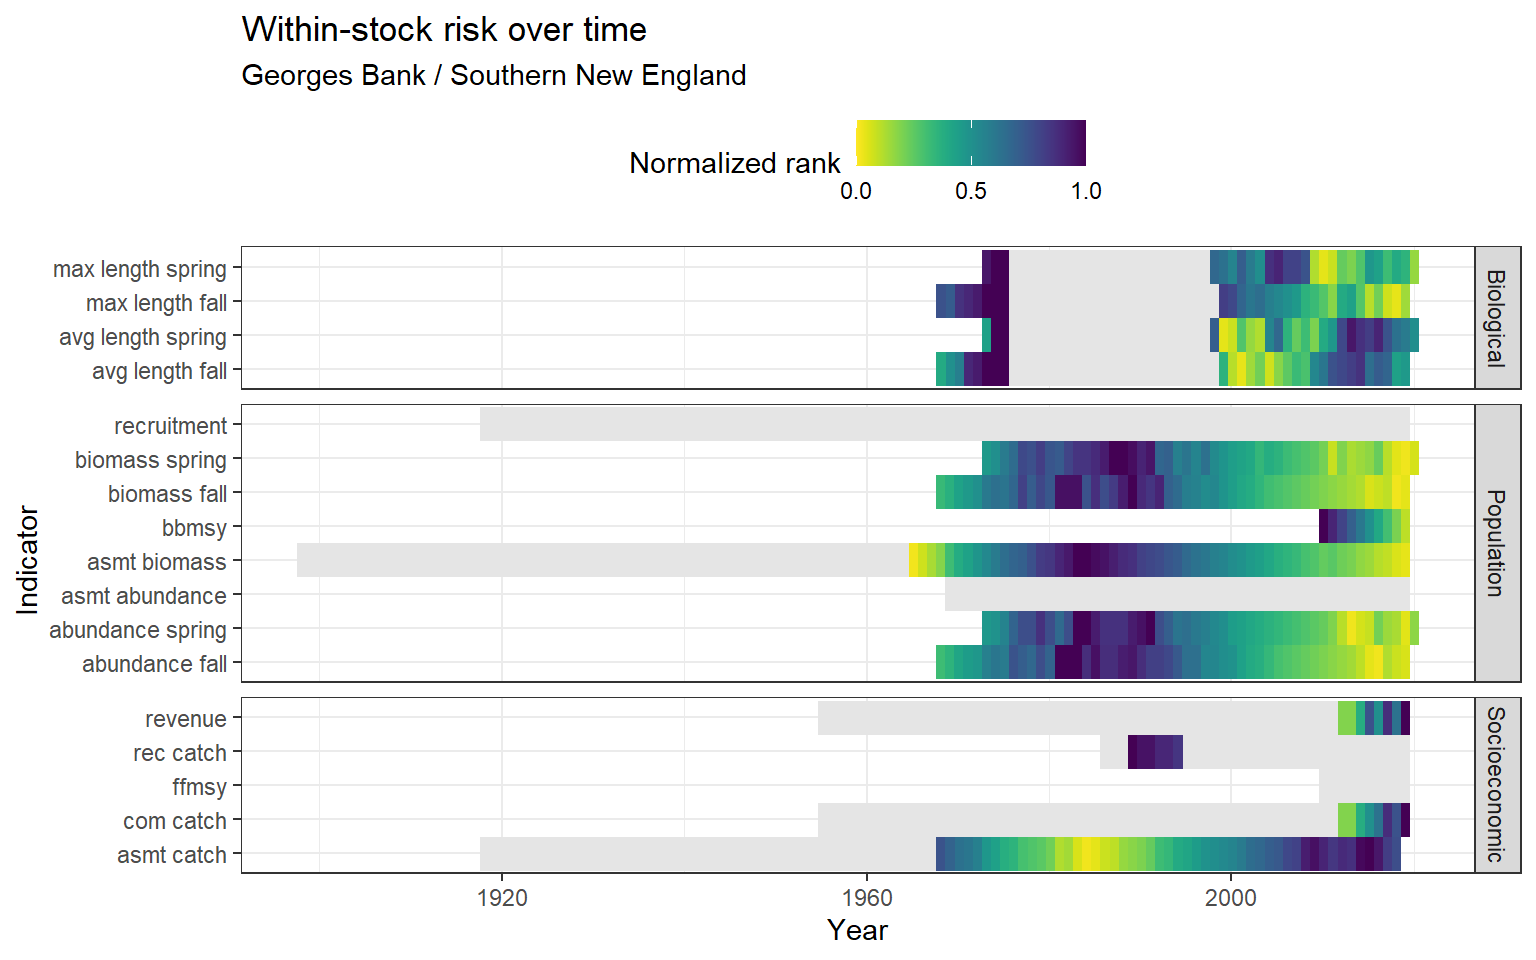 Within-stock risk over time
Georges Bank / Southern New England
Normalized rank
0.0 0.5 1.0
max length spring
max length fall
avg length spring
avg length fall
Biological
recruitment
biomass spring
biomass fall
bbmsy
asmt biomass
asmt abundance
abundance spring
abundance fall
Population
Indicator
revenue
rec catch
ffmsy
com catch
asmt catch
Socioeconomic
1920 1960 2000
Year